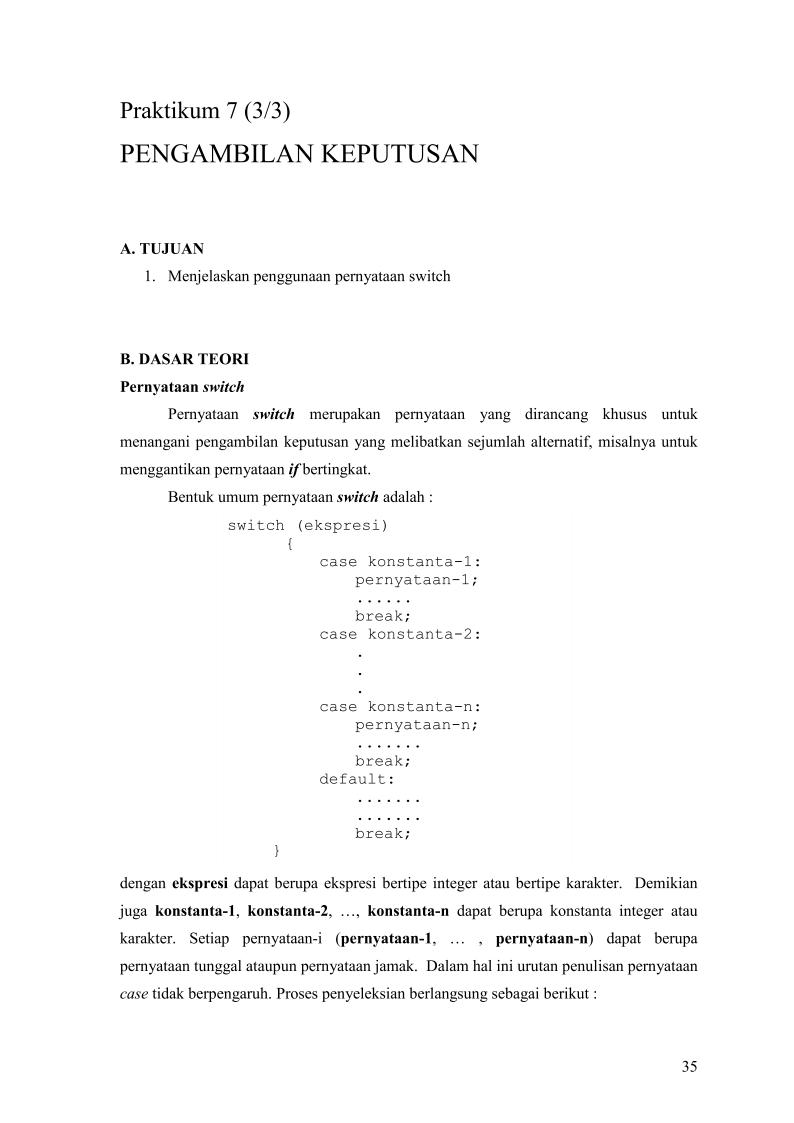 Praktikum 7 (3/3)
PENGAMBILAN KEPUTUSAN
A. TUJUAN
1. Menjelaskan penggunaan pernyataan switch
B. DASAR TEORI
Pernyataan switch
Pernyataan switch merupakan pernyataan yang dirancang khusus untuk
menangani pengambilan keputusan yang melibatkan sejumlah alternatif, misalnya untuk
menggantikan pernyataan if bertingkat.
Bentuk umum pernyataan switch adalah :
switch (ekspresi)
{
case konstanta-1:
pernyataan-1;
......
break;
case konstanta-2:
.
.
.
case konstanta-n:
pernyataan-n;
.......
break;
default:
.......
.......
break;
}
dengan ekspresi dapat berupa ekspresi bertipe integer atau bertipe karakter. Demikian
juga konstanta-1, konstanta-2, …, konstanta-n dapat berupa konstanta integer atau
karakter. Setiap pernyataan-i (pernyataan-1, … , pernyataan-n) dapat berupa
pernyataan tunggal ataupun pernyataan jamak. Dalam hal ini urutan penulisan pernyataan
case tidak berpengaruh. Proses penyeleksian berlangsung sebagai berikut :
35